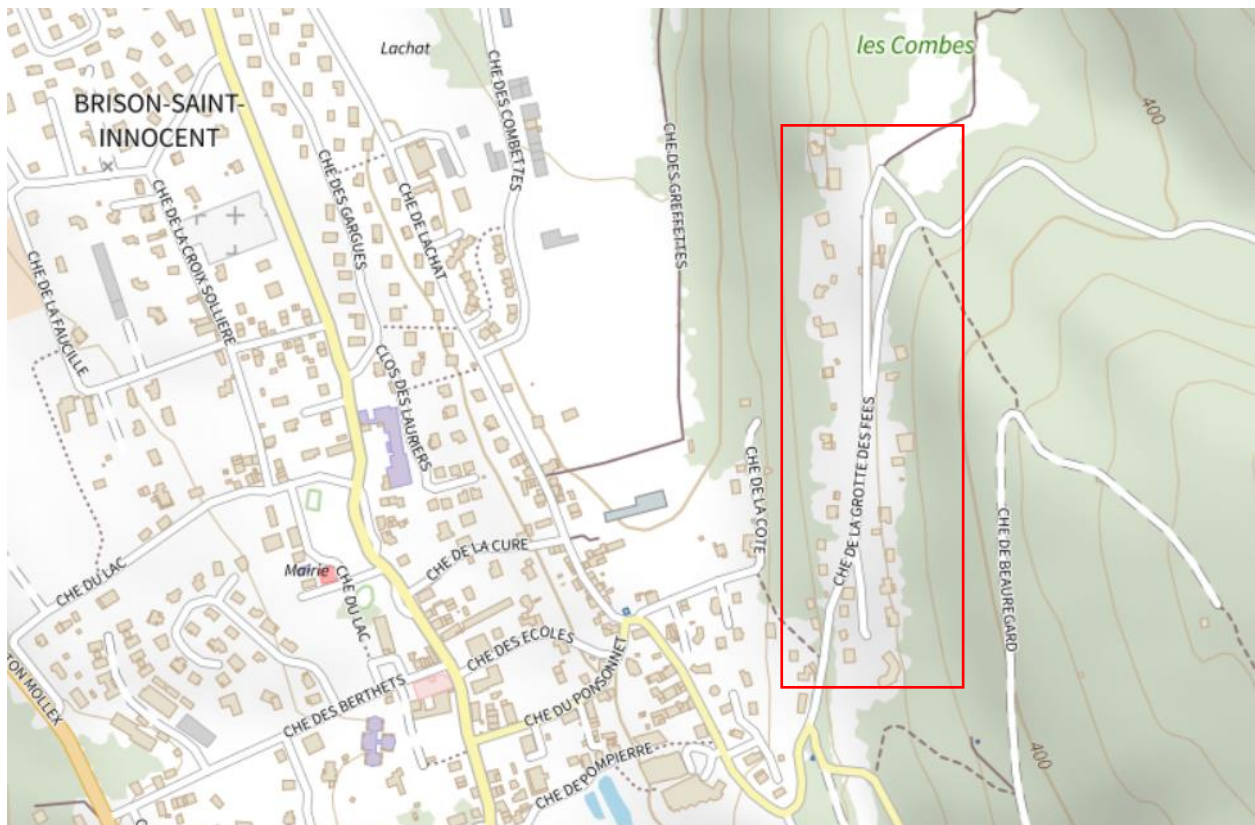 Lachat
les Combes
BRISON-SAINT-
INNOCENT
400
CHE DES COMBETTES
CHE DES GARGUES
CHE DE LACHAT
CHE DES GREFFETTES
CHE DE LA CROIX SOLLIERE
CHE DE LA FAUCILLE
CLOS DES LAURIERS
CHE DE LA COTE
CHE DE LA GROTTE DES FEES
CHE DE BEAUREGARD
CHE DE LA CURE
CHE DU LAC
Mairie
CHE DU LAC
CHE DES ECOLES
CHE DU PONSONNET
CHE DES BERTHETS
TON MOLLEX
CHE DE POMPIERRE
400